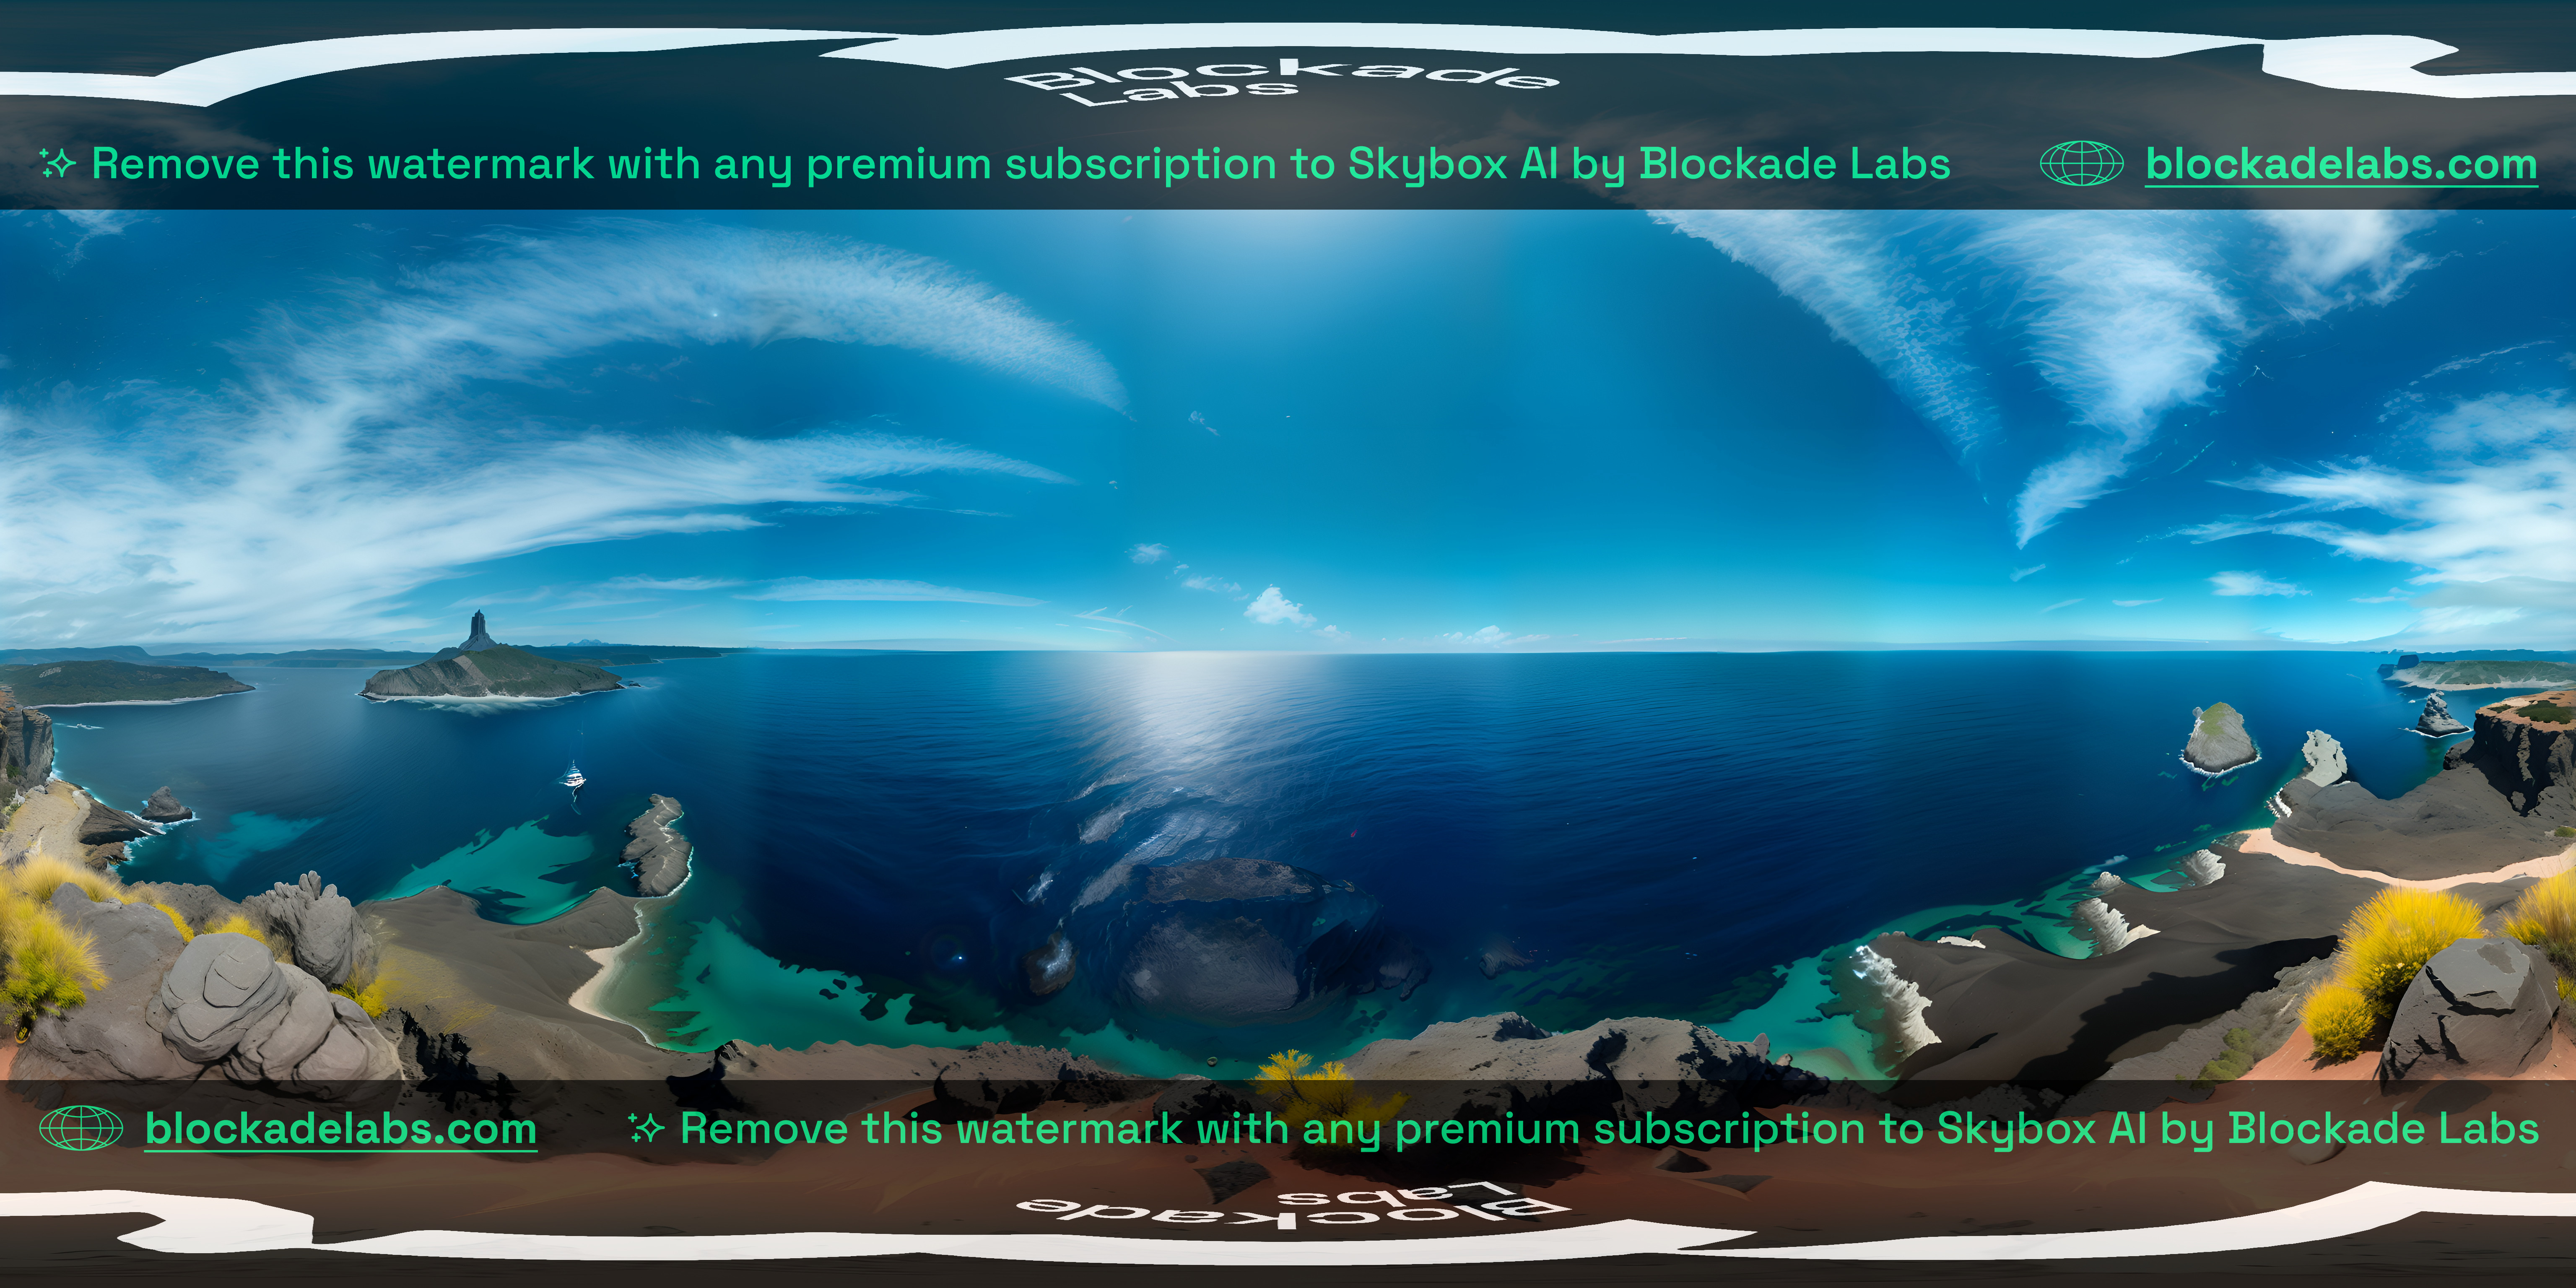 Blockade
Labs
Remove this watermark with any premium subscription to Skybox AI by Blockade Labs
blockadelabs.com
blockadelabs.com
Remove this watermark with any premium subscription to Skybox AI by Blockade Labs
Labs
Blockade